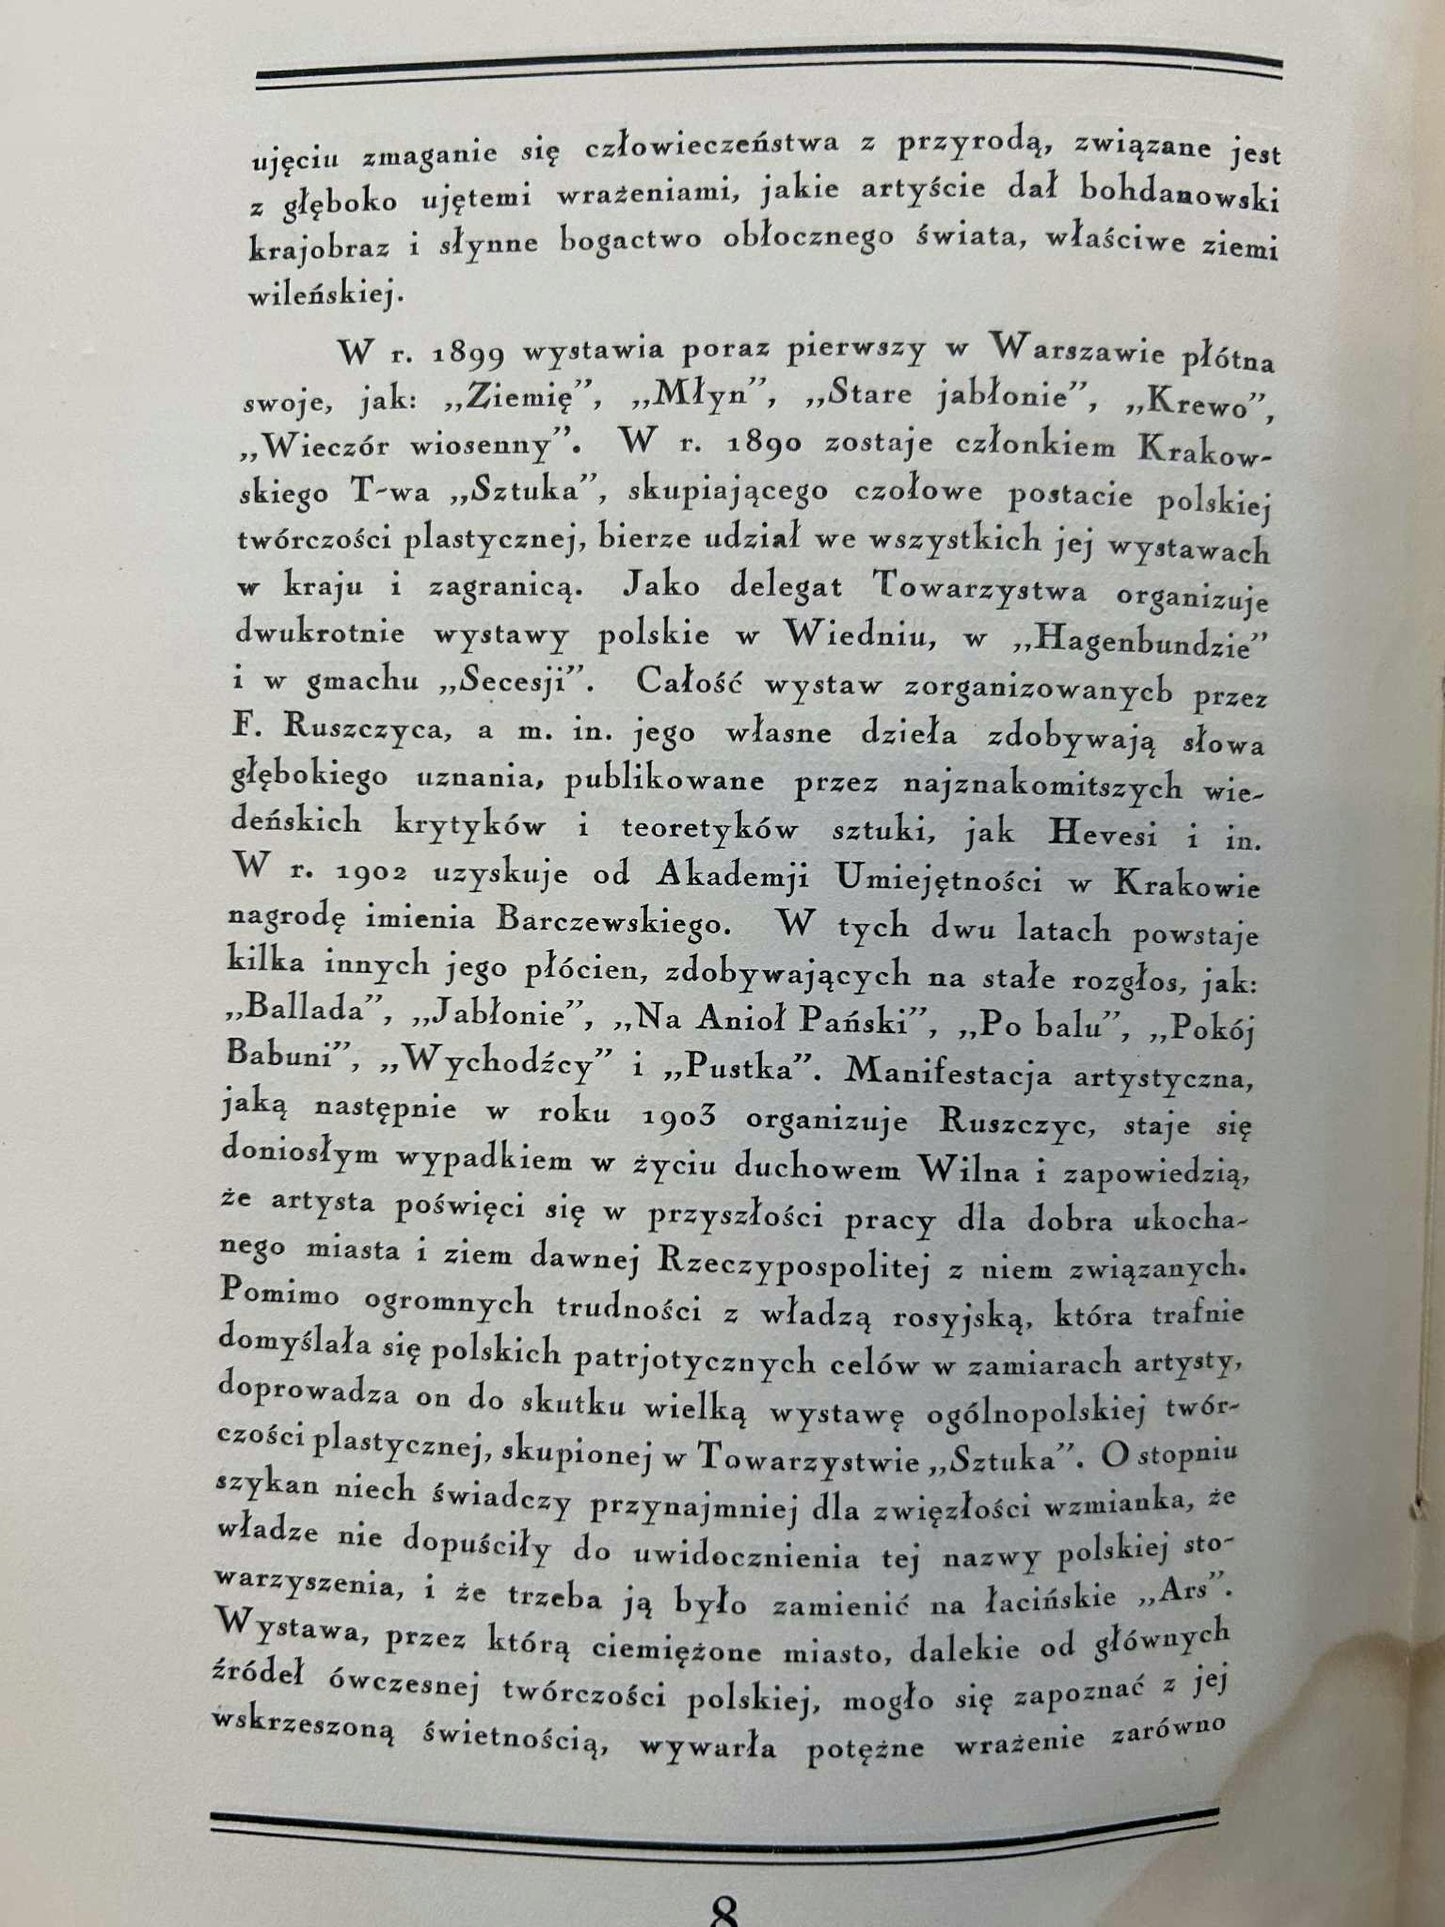 ujęciu zmaganie się człowieczeństwa z przyrodą, związane jest
z głęboko ujętemi wrażeniami, jakie artyście dał bohdanowski
krajobraz i słynne bogactwo obłocznego świata, właściwe ziemi
wileńskiej.
W r. 1899 wystawia poraz pierwszy w Warszawie płótna
swoje, jak: „Ziemię”, „Młyn”, „Stare jabłonie”, „Krewo”,
„Wieczór wiosenny”. W r. 1890 zostaje członkiem Krakow-
skiego T-wa „Sztuka”, skupiającego czołowe postacie polskiej
twórczości plastycznej, bierze udział we wszystkich jej wystawach
w kraju i zagranicą. Jako delegat Towarzystwa organizuje
dwukrotnie wystawy polskie w Wiedniu, w „Hagenbundzie”
i w gmachu „Secesji”. Całość wystaw zorganizowanycb przez
F. Ruszczyca, a m. in. jego własne dzieła zdobywają słowa
głębokiego uznania, publikowane przez najznakomitszych wie-
deńskich krytyków i teoretyków sztuki, jak Hevesi i in.
W r. 1902 uzyskuje od Akademji Umiejętności w Krakowie
nagrodę imienia Barczewskiego. W tych dwu latach powstaje
kilka innych jego płócien, zdobywających na stałe rozgłos, jak:
„Ballada”, „Jabłonie”, „Na Anioł Pański”, „Po balu”, „Pokój
Babuni”, „Wychodźcy” i „Pustka”. Manifestacja artystyczna,
jaką następnie w roku 1903 organizuje Ruszczyc, staje się
doniosłym wypadkiem w życiu duchowem Wilna i zapowiedzią,
że artysta poświęci się w przyszłości pracy dla dobra ukocha-
nego miasta i ziem dawnej Rzeczypospolitej z niem związanych.
Pomimo ogromnych trudności z władzą rosyjską, która trafnie
domyślała się polskich patrjotycznych celów w zamiarach artysty,
doprowadza on do skutku wielką wystawę ogólnopolskiej twór-
czości plastycznej, skupionej w Towarzystwie „Sztuka”. O stopniu
szykan niech świadczy przynajmniej dla zwięzłości wzmianka, że
władze nie dopuściły do uwidocznienia tej nazwy polskiej sto-
warzyszenia, i że trzeba ją było zamienić na łacińskie „Ars”.
Wystawa, przez którą ciemiężone miasto, dalekie od głównych
źródeł ówczesnej twórczości polskiej, mogło się zapoznać z jej
wskrzeszoną świetnością, wywarła potężne wrażenie zarówno
8